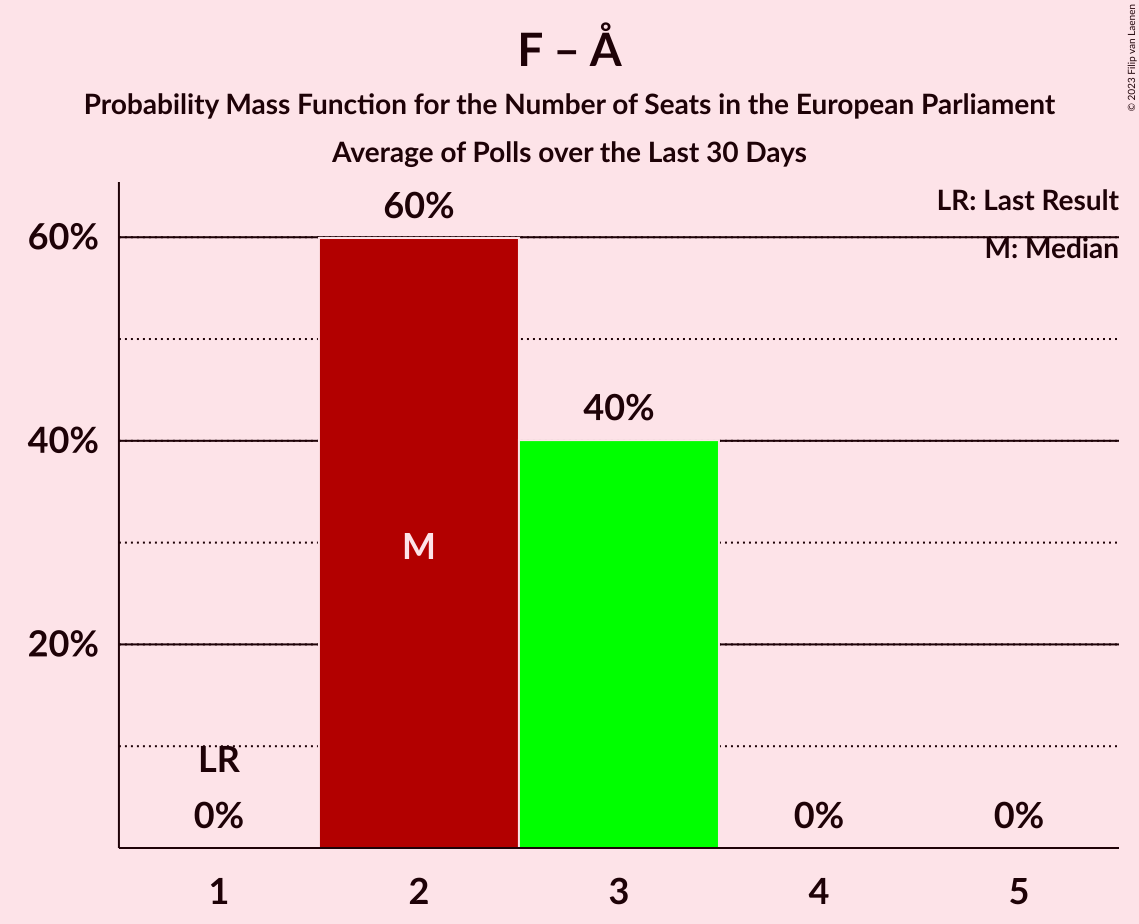 F – Å
Probability Mass Function for the Number of Seats in the European Parliament
Average of Polls over the Last 30 Days
© 2023 Filip van Laenen
LR: Last Result
M: Median
60%
40%
20%
60%
40%
M
LR
0%
0%
0%
1
2
3
4
5